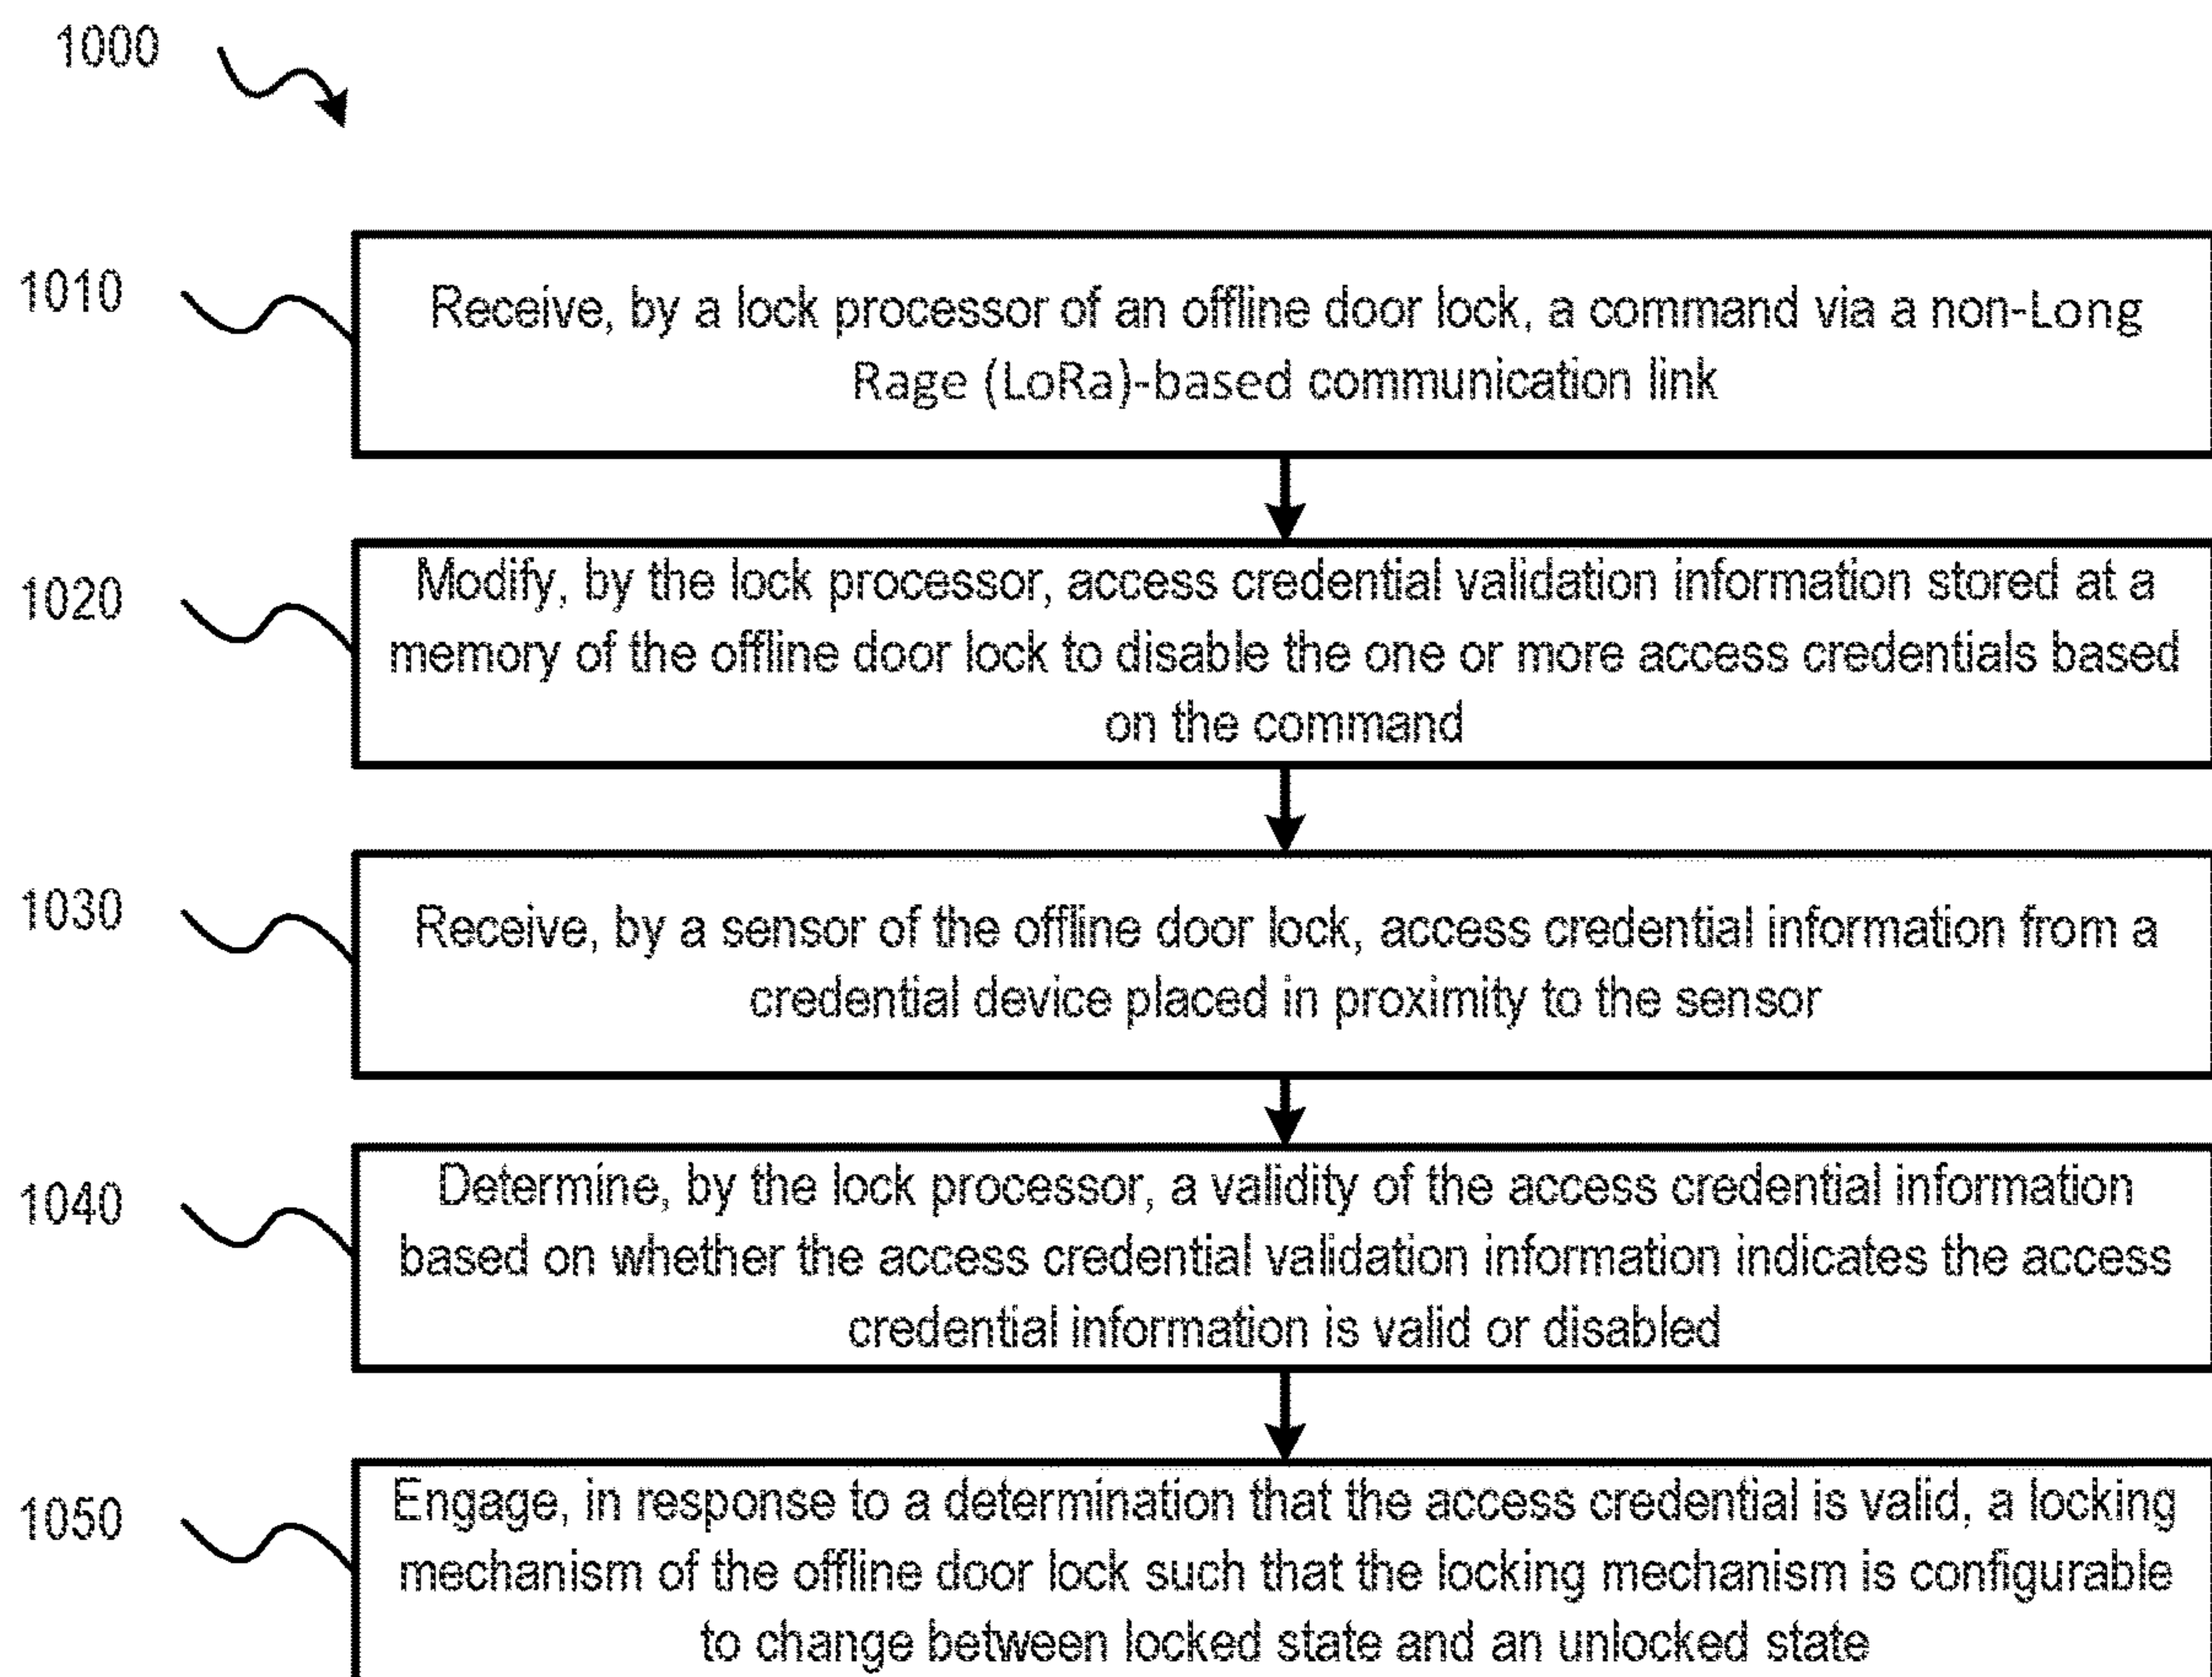 1000
1010
Receive, by a lock processor of an offline door lock, a command via a non-Long
Rage (LoRa)-based communication link
1020
Modify, by the lock processor, access credential validation information stored at a
memory of the offline door lock to disable the one or more access credentials based
on the command
1030
Receive, by a sensor of the offline door lock, access credential information from a
credential device placed in proximity to the sensor
1040
Determine, by the lock processor, a validity of the access credential information
based on whether the access credential validation information indicates the access
credential information is valid or disabled
1050
Engage, in response to a determination that the access credential is valid, a locking
mechanism of the offline door lock such that the locking mechanism is configurable
to change between locked state and an unlocked state